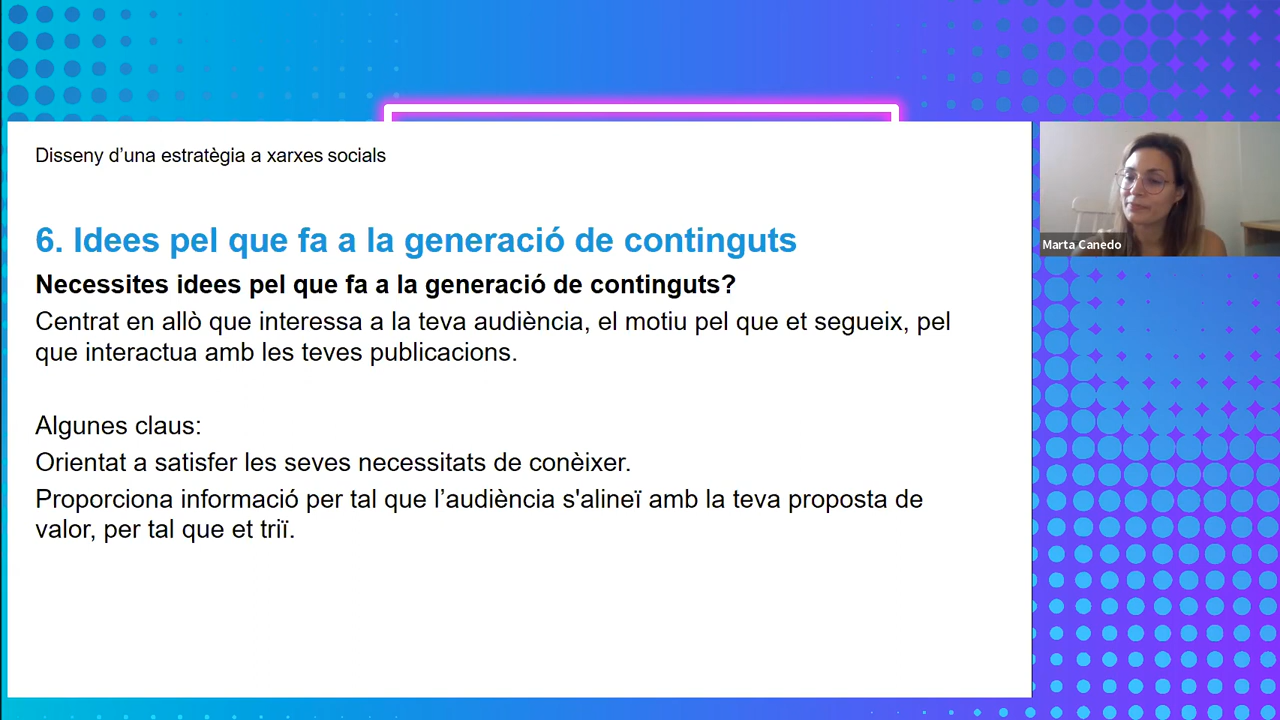 Disseny d’una estratègia a xarxes socials
6. Idees pel que fa a la generació de continguts
Necessites idees pel que fa a la generació de continguts?
Centrat en allò que interessa a la teva audiència, el motiu pel que et segueix, pel
que interactua amb les teves publicacions.
Algunes claus:
Orientat a satisfer les seves necessitats de conèixer.
Proporciona informació per tal que l’audiència s'alineï amb la teva proposta de
valor, per tal que et triï.
Marta Canedo